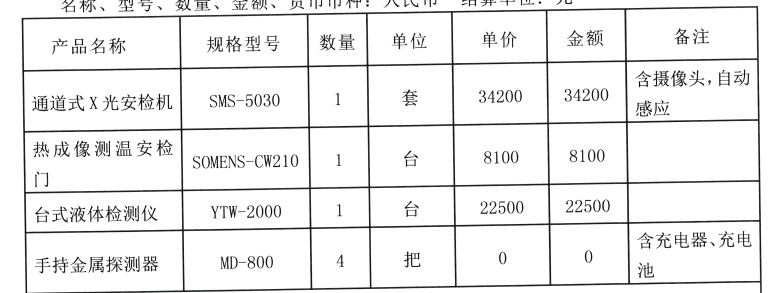 名称、型号、数量、金额、货币币种：人民币 结算单位：元
产品名称 规格型号 数量 单位 单价 金额 备注
通道式 X 光安检机 SMS-5030 1 套 34200 34200 含摄像头,自动
感应
热成像测温安检
门 SOMENS-CW210 1 台 8100 8100
台式液体检测仪 YTW-2000 1 台 22500 22500
手持金属探测器 MD-800 4 把 0 0 含充电器、充电
池